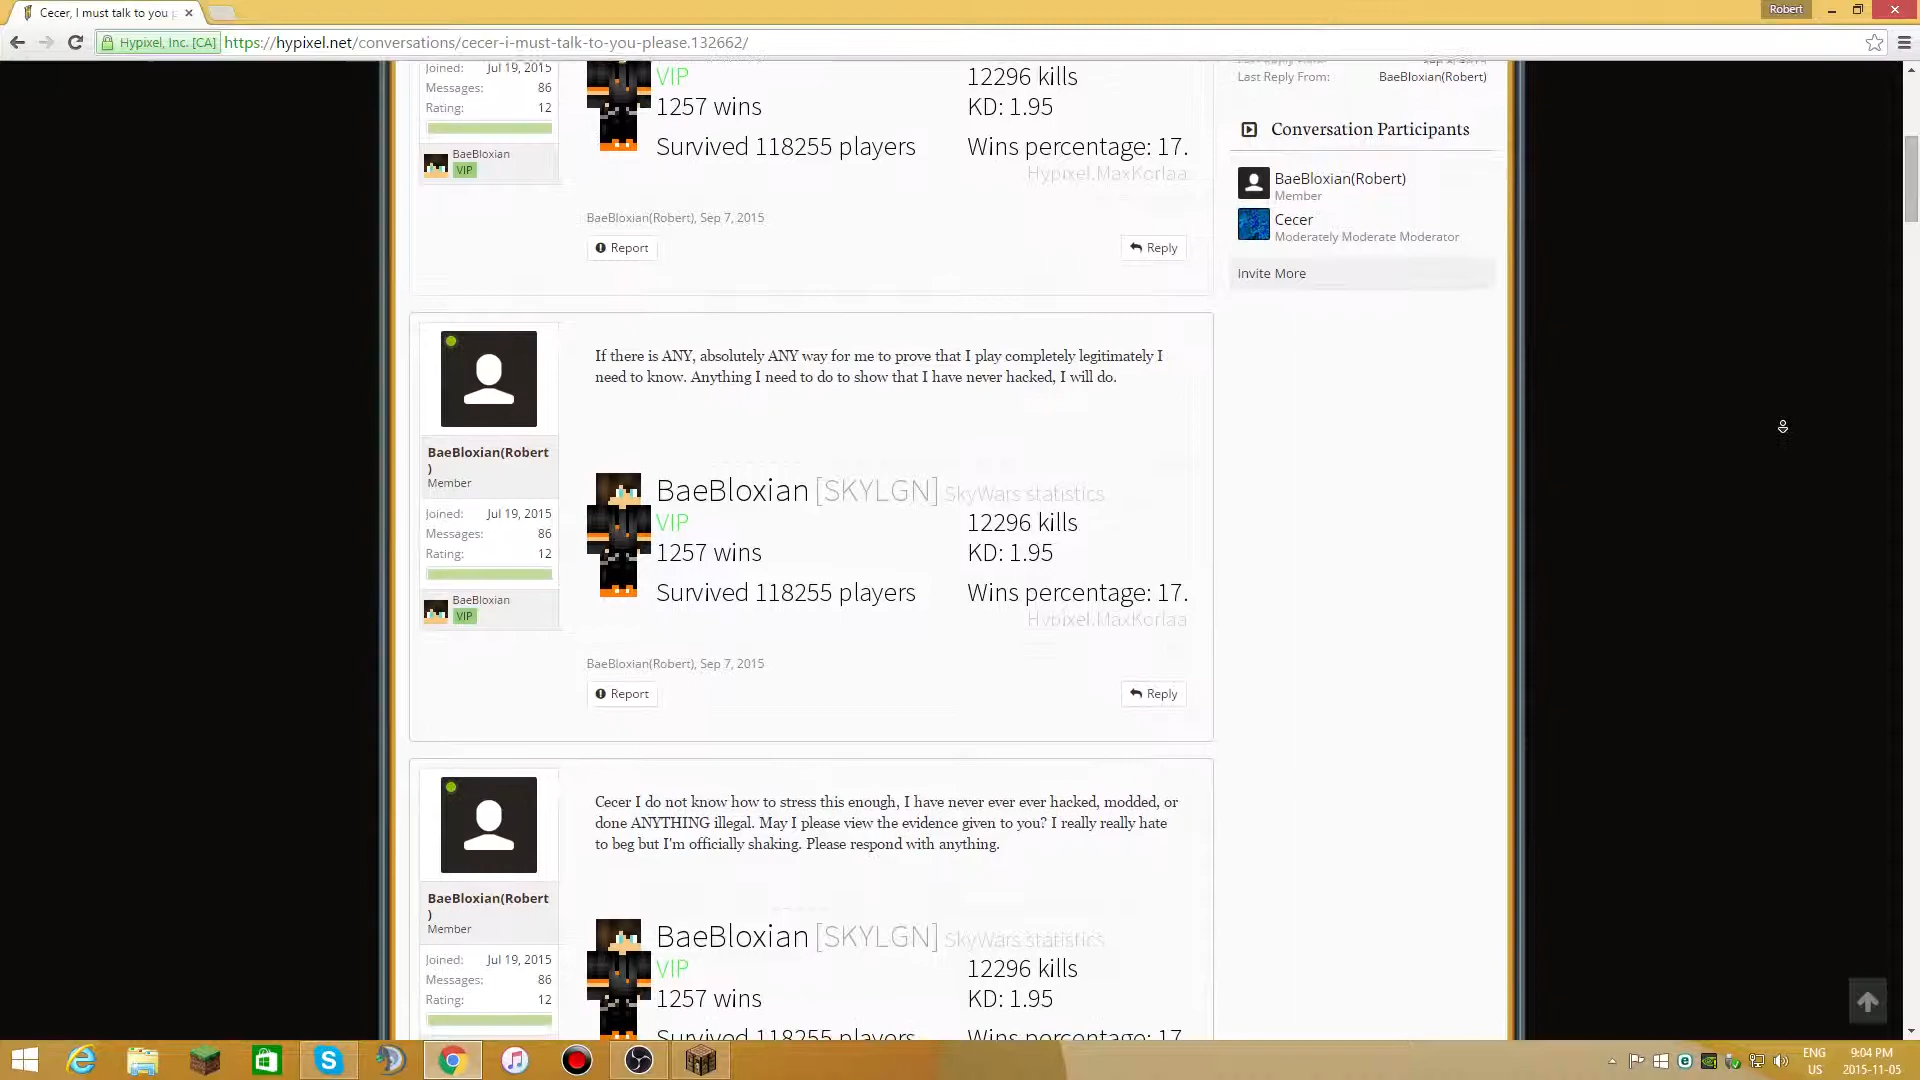 Cecer, I must talk to you p
Robert
Hypixel, Inc. [CA]
https://hypixel.net/conversations/cecer-i-must-talk-to-you-please.132662/
Joined: Jul 19, 2015
Messages: 86
Rating: 12
BaeBloxian
VIP
VIP
12296 kills
1257 wins
KD: 1.95
Survived 118255 players
Wins percentage: 17.
Hypixel.MaxKorlaa
BaeBloxian(Robert), Sep 7, 2015
Report
Reply
Last Reply From: BaeBloxian(Robert)
Conversation Participants
BaeBloxian(Robert)
Member
Cecer
Moderately Moderate Moderator
Invite More
If there is ANY, absolutely ANY way for me to prove that I play completely legitimately I
need to know. Anything I need to do to show that I have never hacked, I will do.
BaeBloxian(Robert
)
Member
Joined: Jul 19, 2015
Messages: 86
Rating: 12
BaeBloxian
VIP
BaeBloxian [SKYLGN] SkyWars statistics
VIP
12296 kills
1257 wins
KD: 1.95
Survived 118255 players
Wins percentage: 17.
Hypixel.MaxKorlaa
BaeBloxian(Robert), Sep 7, 2015
Report
Reply
Cecer I do not know how to stress this enough, I have never ever ever hacked, modded, or
done ANYTHING illegal. May I please view the evidence given to you? I really really hate
to beg but I'm officially shaking. Please respond with anything.
BaeBloxian(Robert
)
Member
Joined: Jul 19, 2015
Messages: 86
Rating: 12
BaeBloxian [SKYLGN] SkyWars statistics
VIP
12296 kills
1257 wins
KD: 1.95
Survived 118255 players
Wins percentage: 17
ENG
US
9:04 PM
2015-11-05